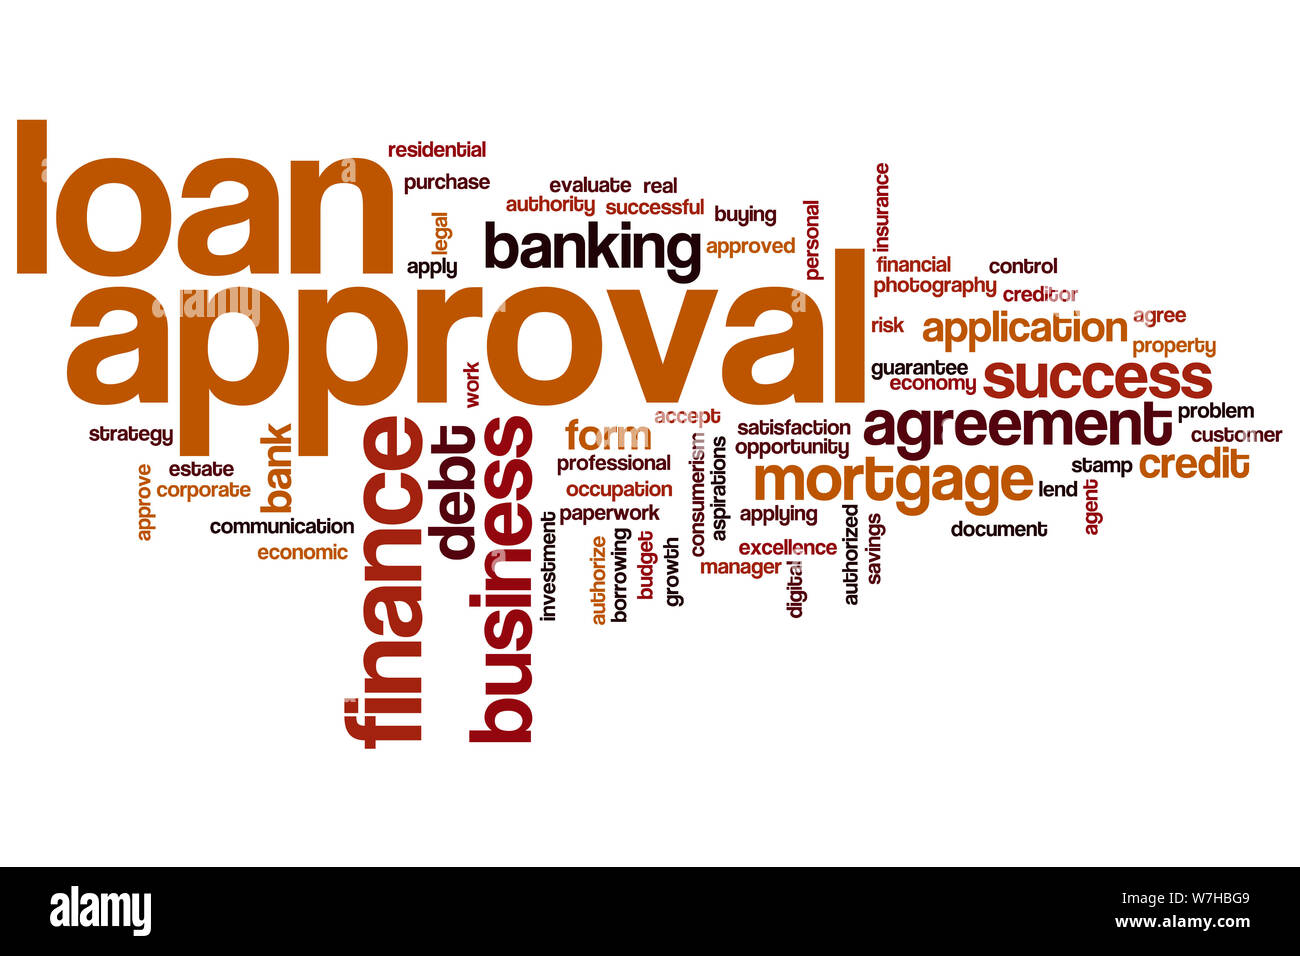 loan
residential
purchase
legal
apply
evaluate real
authority successful
buying
banking
approved
personal
insurance
financial
control
photography
creditor
approval
risk
application
agree
property
guarantee
economy
success
work
accept
satisfaction
opportunity
agreement
problem
customer
strategy
bank
finance
debt
business
form
professional
consumerism
aspirations
mortgage
lend
stamp
credit
agent
approve
estate
corporate
occupation
paperwork
applying
document
communication
economic
investment
authorize
borrowing
budget
growth
excellence
manager
digital
authorized
savings
alamy
Image ID: W7HBG9
www.alamy.com